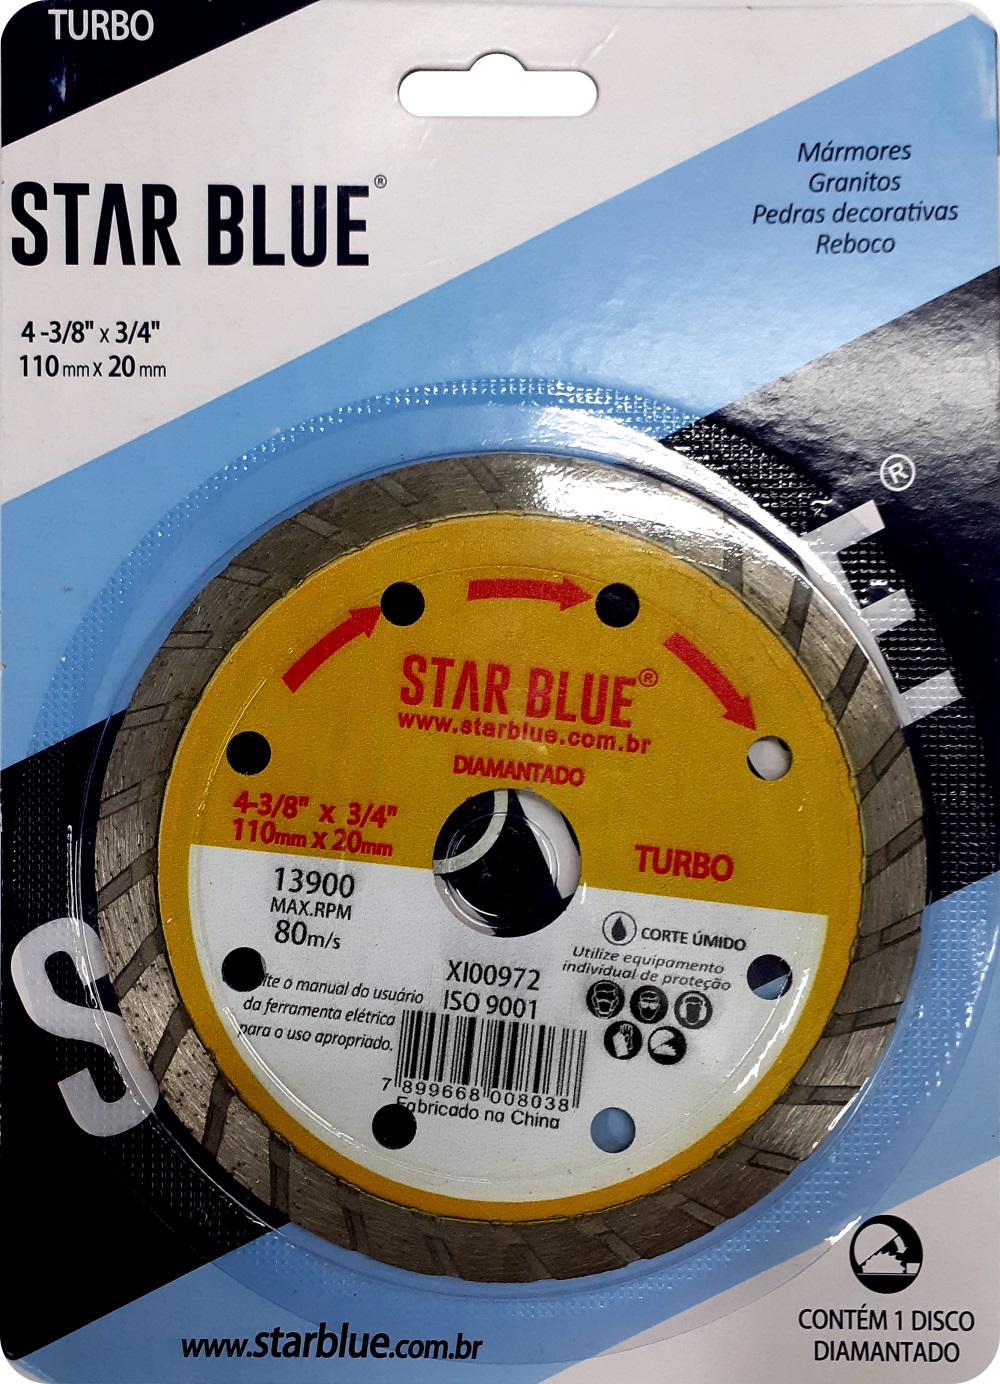 TURBO
STAR BLUE®
4 -3/8" x 3/4"
110 mm x 20 mm
Mármores
Granitos
Pedras decorativas
Reboco
®
STAR BLUE®
www.starblue.com.br
DIAMANTADO
4-3/8" x 3/4"
110mm x 20mm
TURBO
13900
MAX.RPM
80m/s
CORTE ÚMIDO
Utilize equipamento
individual de proteção
XI00972
ISO 9001
o manual do usuário
da ferramenta elétrica
para o uso apropriado.
7 899668 008038
Fabricado na China
S
www.starblue.com.br
CONTÉM 1 DISCO
DIAMANTADO